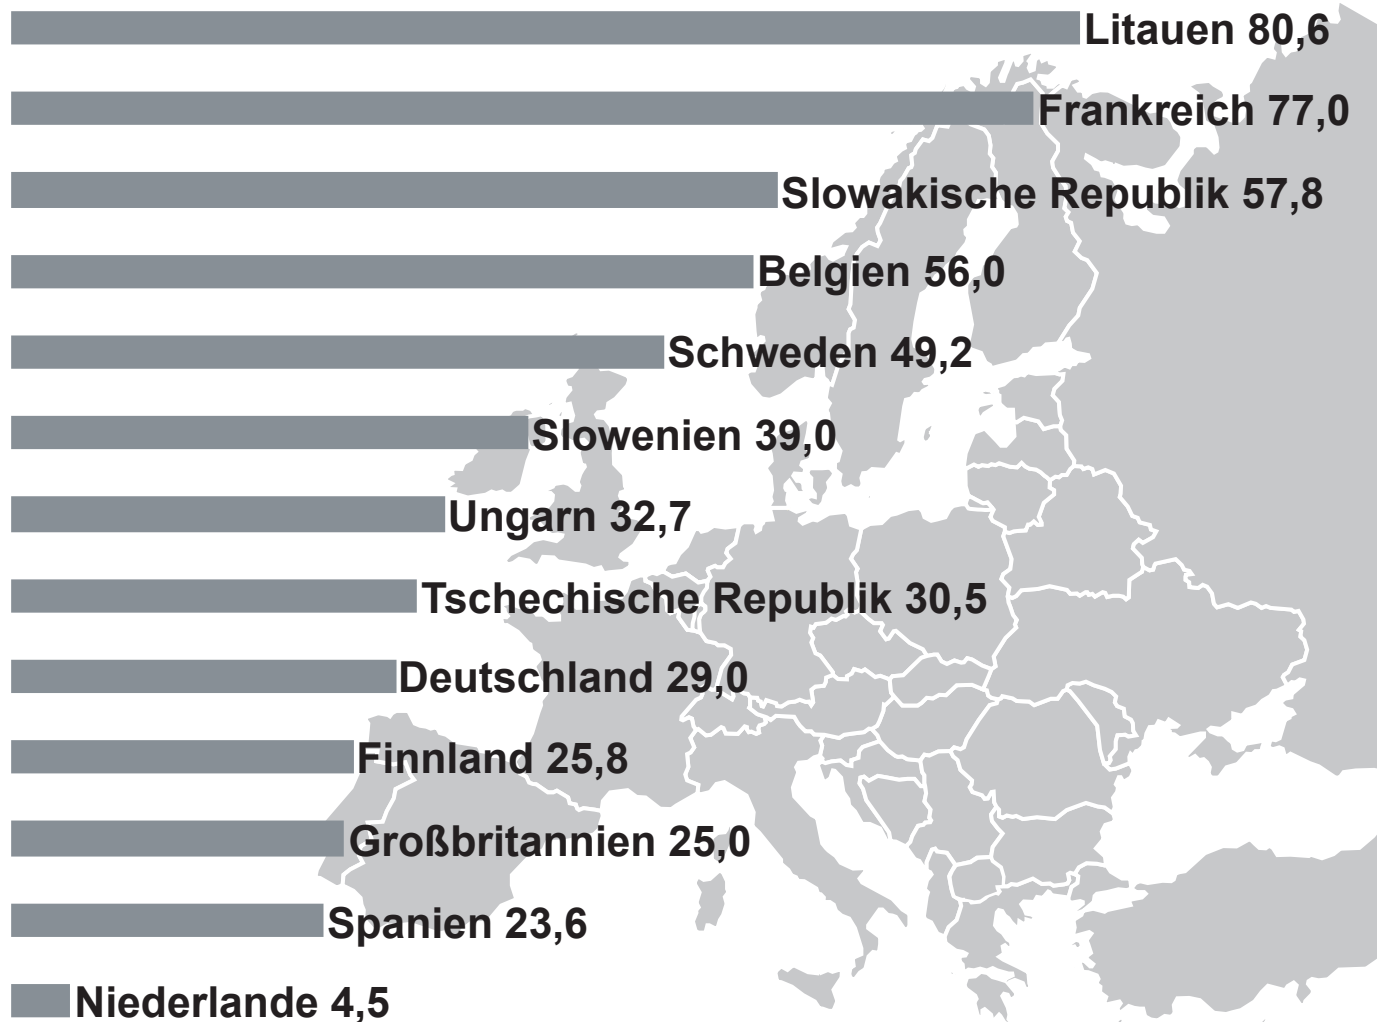 Litauen 80,6
Frankreich 77,0
Slowakische Republik 57,8
Belgien 56,0
Schweden 49,2
Slowenien 39,0
Ungarn 32,7
Tschechische Republik 30,5
Deutschland 29,0
Finnland 25,8
Großbritannien 25,0
Spanien 23,6
Niederlande 4,5